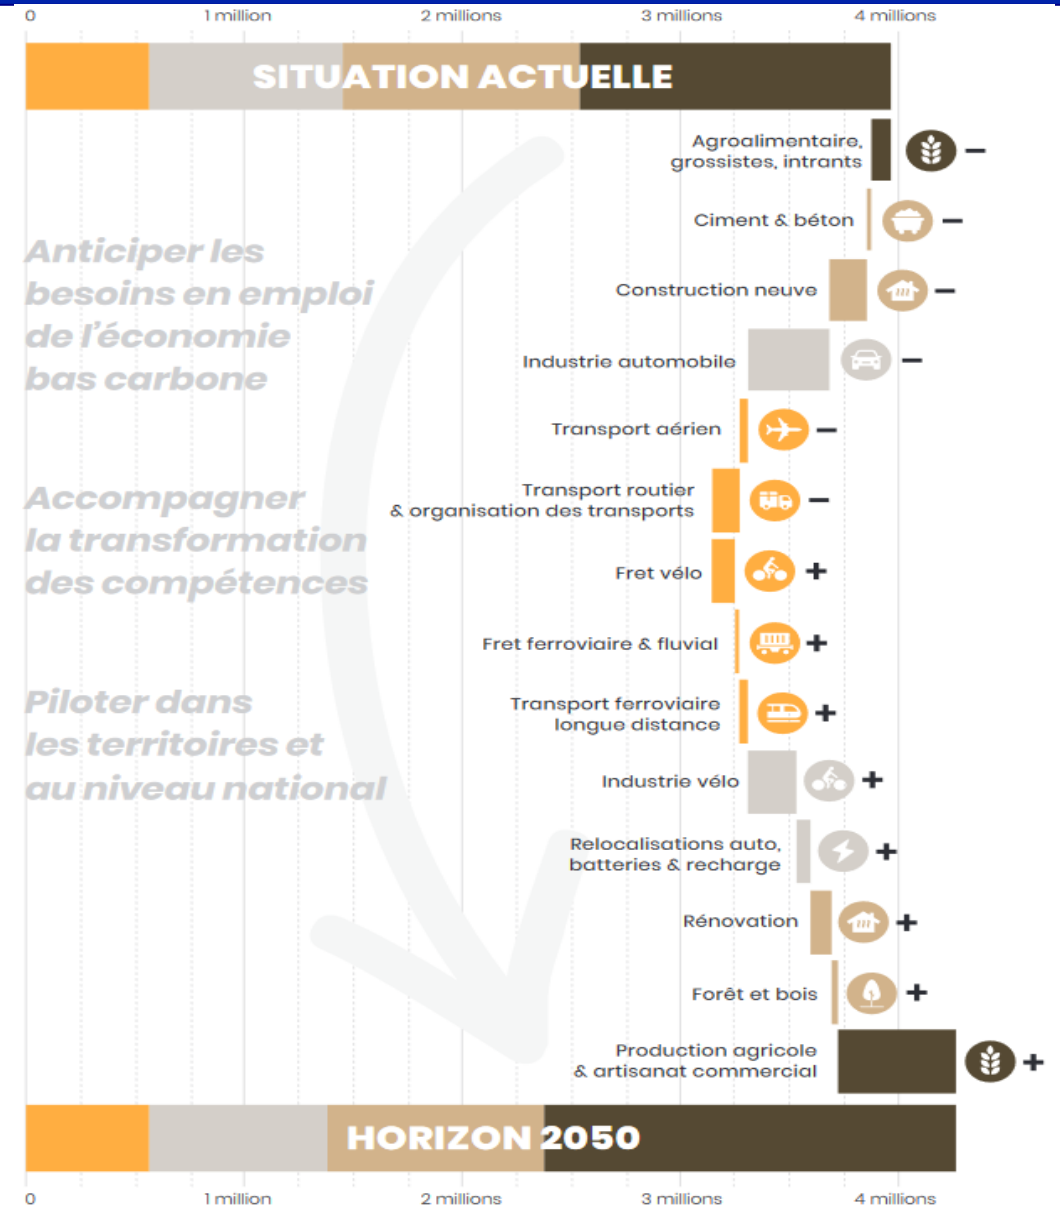 0 1 million 2 millions 3 millions 4 millions
SITUATION ACTUELLE
Agroalimentaire,
grossistes, intrants
−
Ciment & béton −
Construction neuve −
Industrie automobile −
Transport aérien −
Transport routier
& organisation des transports
−
Fret vélo +
Fret ferroviaire & fluvial +
Transport ferroviaire
longue distance
+
Industrie vélo +
Relocalisations auto,
batteries & recharge
+
Rénovation +
Forêt et bois +
Production agricole
& artisanat commercial
+
Anticiper les
besoins en emploi
de l’économie
bas carbone
Accompagner
la transformation
des compétences
Piloter dans
les territoires et
au niveau national
HORIZON 2050
0 1 million 2 millions 3 millions 4 millions